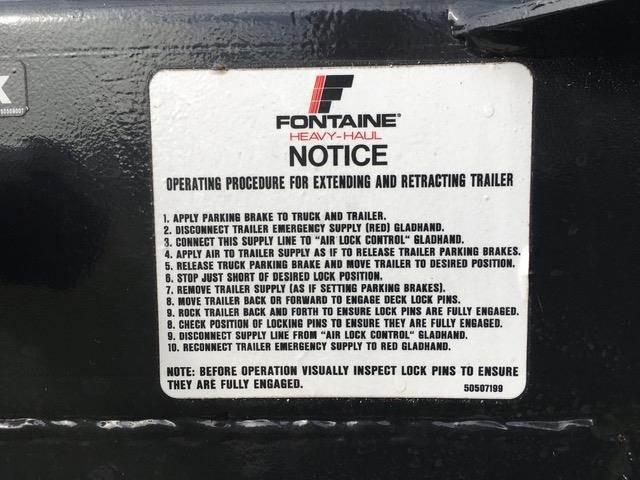 X
50508007
FONTAINE®
HEAVY-HAUL
NOTICE
OPERATING PROCEDURE FOR EXTENDING AND RETRACTING TRAILER
1. APPLY PARKING BRAKE TO TRUCK AND TRAILER.
2. DISCONNECT TRAILER EMERGENCY SUPPLY (RED) GLADHAND.
3. CONNECT THIS SUPPLY LINE TO "AIR LOCK CONTROL" GLADHAND.
4. APPLY AIR TO TRAILER SUPPLY AS IF TO RELEASE TRAILER PARKING BRAKES.
5. RELEASE TRUCK PARKING BRAKE AND MOVE TRAILER TO DESIRED POSITION.
6. STOP JUST SHORT OF DESIRED LOCK POSITION.
7. REMOVE TRAILER SUPPLY (AS IF SETTING PARKING BRAKES).
8. MOVE TRAILER BACK OR FORWARD TO ENGAGE DECK LOCK PINS.
9. ROCK TRAILER BACK AND FORTH TO ENSURE LOCK PINS ARE FULLY ENGAGED.
8. CHECK POSITION OF LOCKING PINS TO ENSURE THEY ARE FULLY ENGAGED.
9. DISCONNECT SUPPLY LINE FROM "AIR LOCK CONTROL" GLADHAND.
10. RECONNECT TRAILER EMERGENCY SUPPLY TO RED GLADHAND.
NOTE: BEFORE OPERATION VISUALLY INSPECT LOCK PINS TO ENSURE
THEY ARE FULLY ENGAGED.
50507199